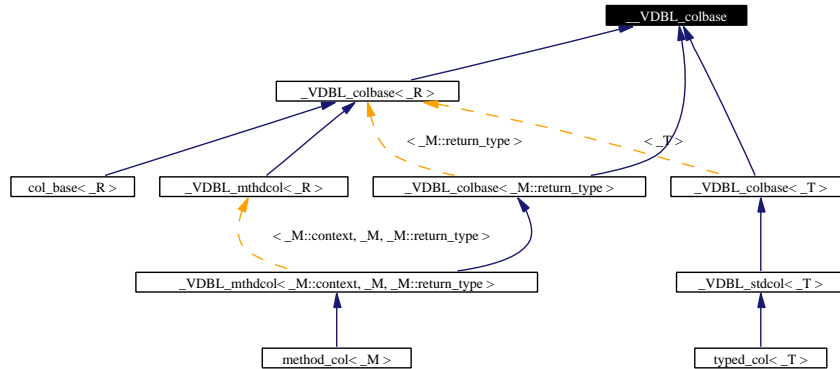 __VDBL_colbase
_VDBL_colbase< _R >
< _M::return_type >
< _T >
col_base< _R >
_VDBL_mthdcol< _R >
_VDBL_colbase< _M::return_type >
_VDBL_colbase< _T >
< _M::context, _M, _M::return_type >
_VDBL_mthdcol< _M::context, _M, _M::return_type >
_VDBL_stdcol< _T >
method_col< _M >
typed_col< _T >